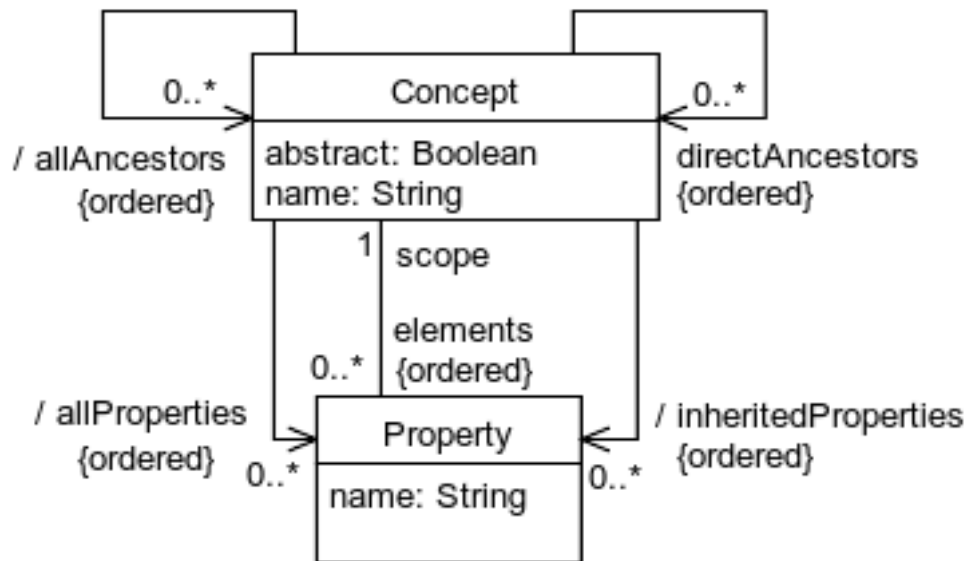 0..*
Concept
0..*
/ allAncestors
{ordered}
abstract: Boolean
name: String
directAncestors
{ordered}
1
scope
elements
{ordered}
0..*
/ allProperties
{ordered}
0..*
Property
name: String
/ inheritedProperties
{ordered}
0..*